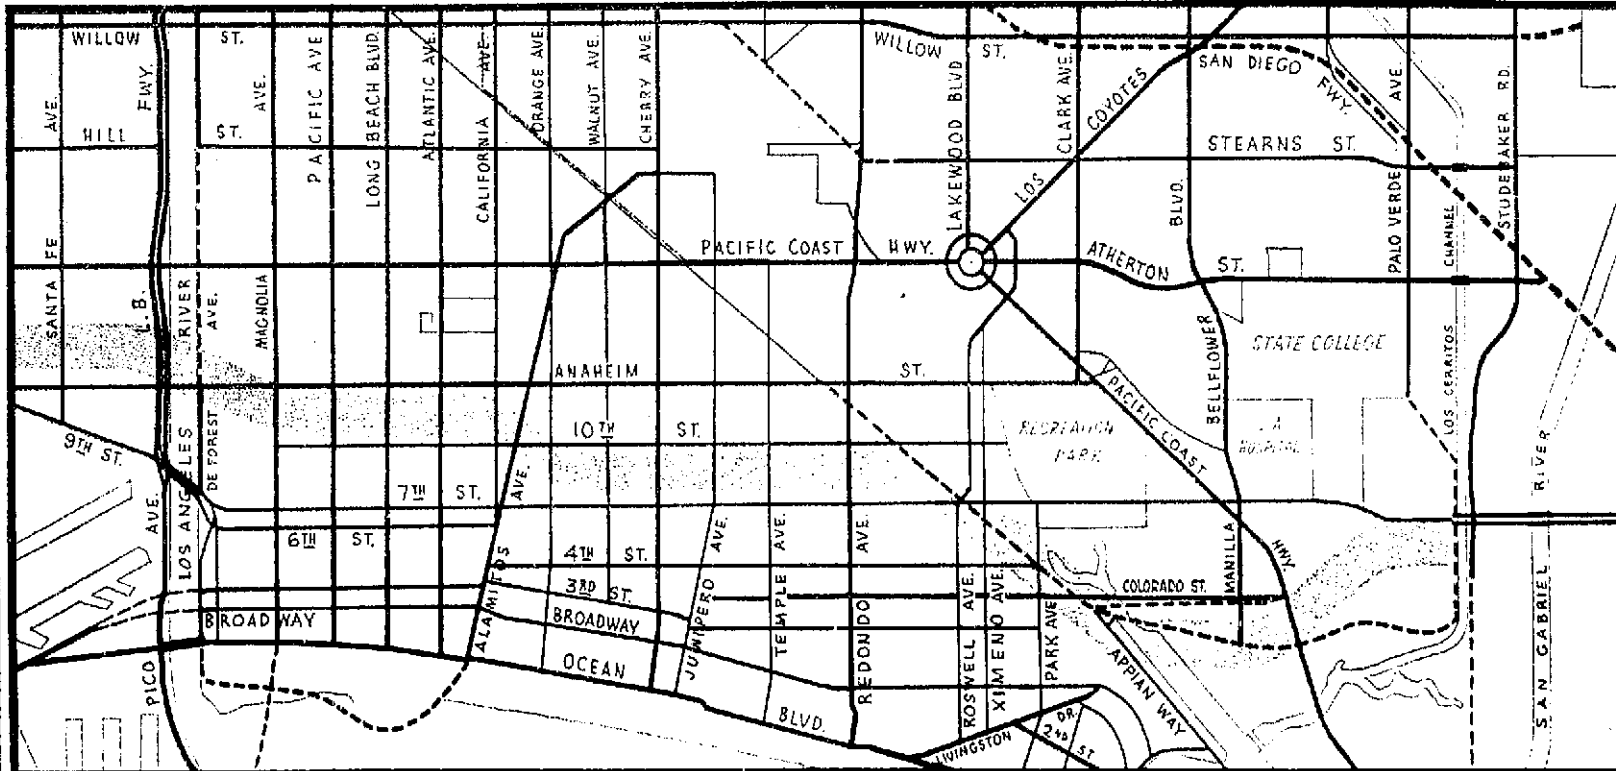 WILLOW ST.
WILLOW ST.
SAN DIEGO FWY.
AVE.
FWY.
AVE.
PACIFIC AVE
LONG BEACH BLVD.
ATLANTIC AVE.
CALIFORNIA AVE.
ORANGE AVE.
WALNUT AVE.
CHERRY AVE.
LAKEWOOD BLVD
CLARK AVE.
LOS COYOTES
BLVD.
PALO VERDE AVE.
STUDEBAKER RD.
HILL ST.
STEARNS ST.
SANTA FE
L.B.
RIVER
AVE.
MAGNOLIA
PACIFIC COAST HWY.
ATHERTON ST.
CHANNEL
LOS CERRITOS
STATE COLLEGE
BELLFLOWER
ANAHEIM ST.
PACIFIC COAST
HWY
9TH ST.
LOS ANGELES
DE FOREST
10TH ST.
RECREATION
PARK
HOSPITAL
RIVER
7TH ST.
AVE.
6TH ST.
4TH ST.
3RD ST.
AVE.
PICO
ALAMITOS
JUNIPERO AVE.
TEMPLE AVE.
REDONDO AVE.
ROSWELL AVE.
XIMENO AVE.
PARK AVE
COLORADO ST.
MANILLA
SAN GABRIEL
BROADWAY
BROADWAY
OCEAN BLVD.
APPIAN WAY
LIVINGSTON DR.
2ND ST